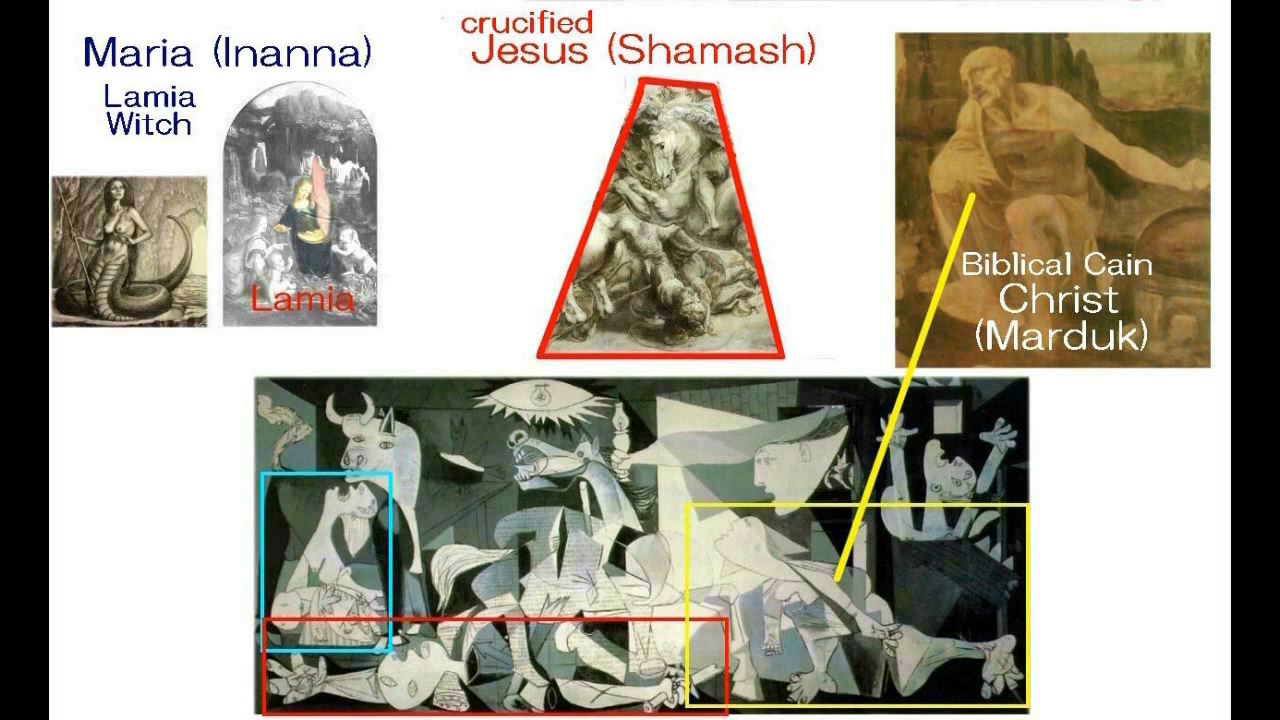 Maria (Inanna)
Lamia
Witch
Lamia
crucified
Jesus (Shamash)
Biblical Cain
Christ
(Marduk)